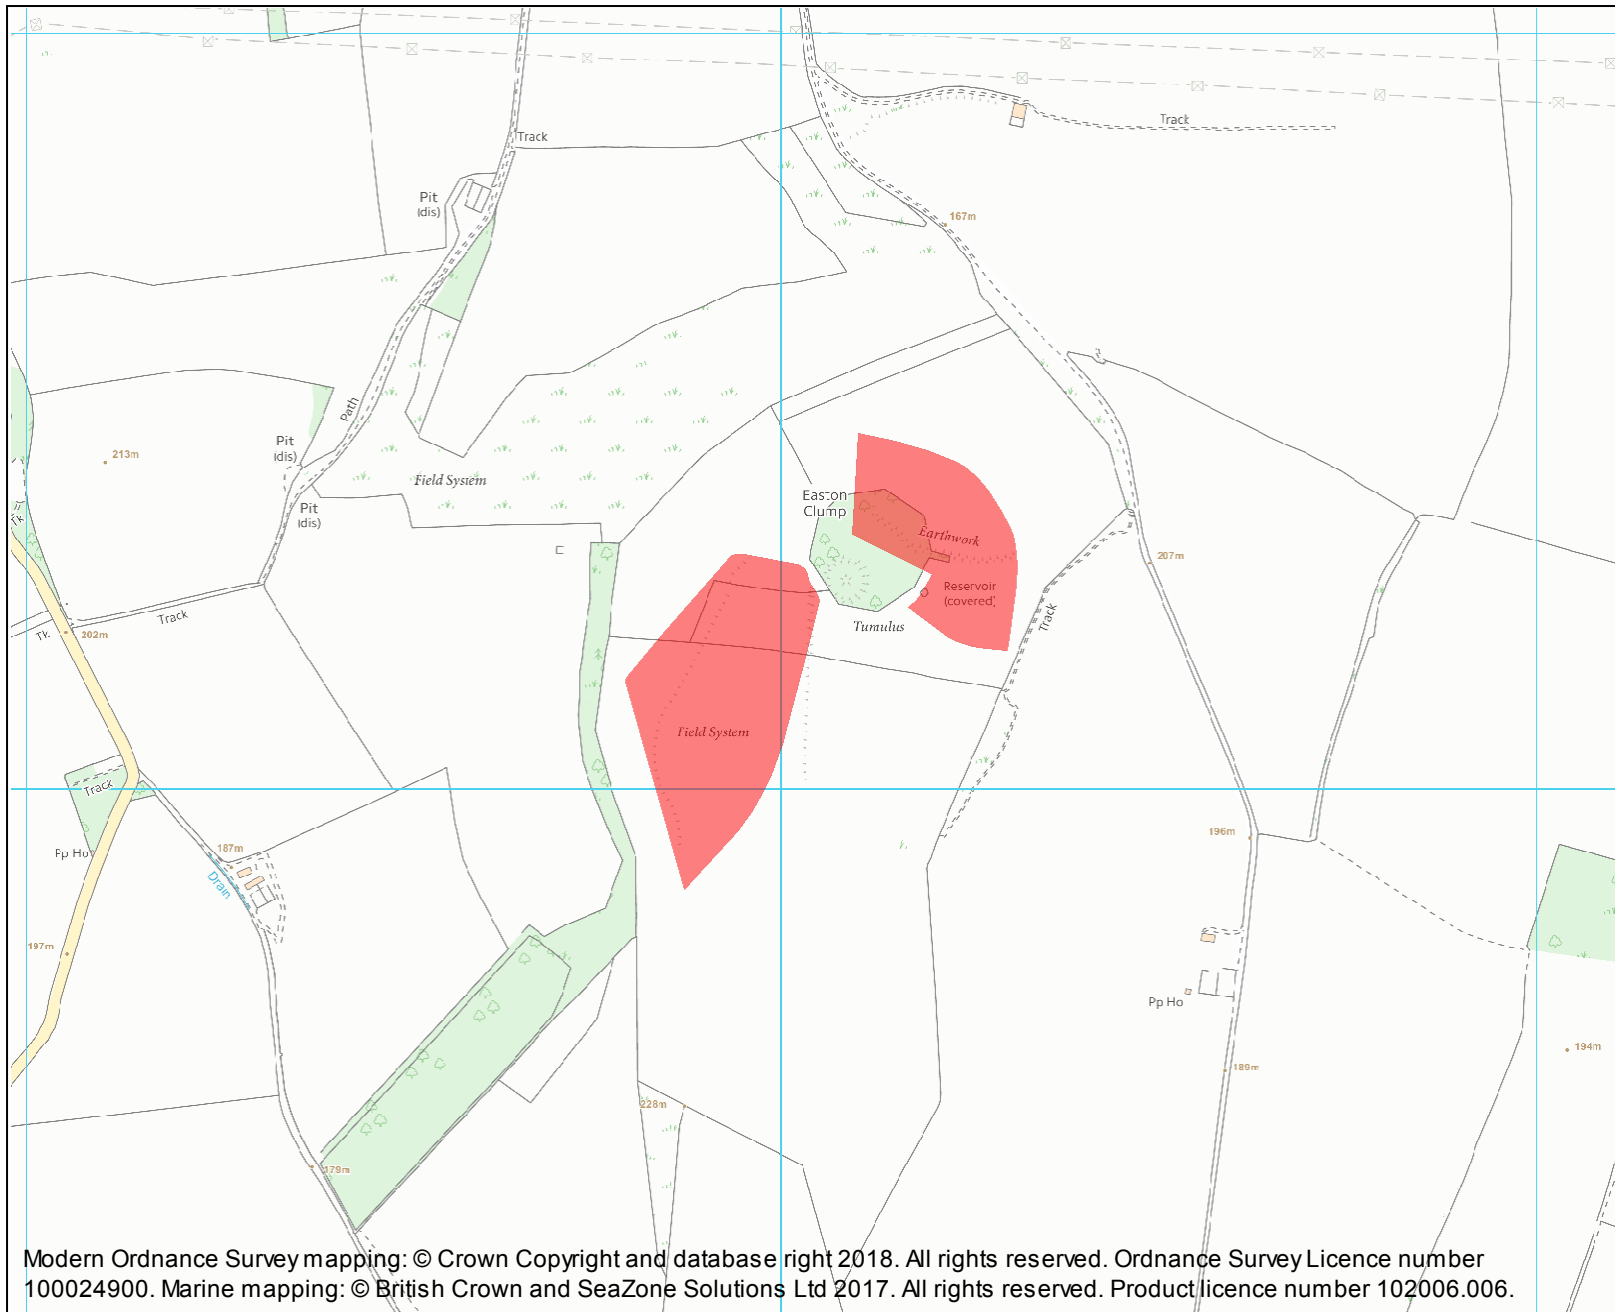 Track
Track
Pit
(dis)
167m
Path
Pit
(dis)
213m
Field System
Easton
Clump
Pit
(dis)
Tk
Earthwork
207m
Reservoir
(covered)
Track
Track
Tumulus
Tk
202m
Field System
Track
196m
187m
Pp Ho
Drain
197m
Pp Ho
194m
189m
228m
179m
Modern Ordnance Survey mapping: © Crown Copyright and database right 2018. All rights reserved. Ordnance Survey Licence number
100024900. Marine mapping: © British Crown and SeaZone Solutions Ltd 2017. All rights reserved. Product licence number 102006.006.